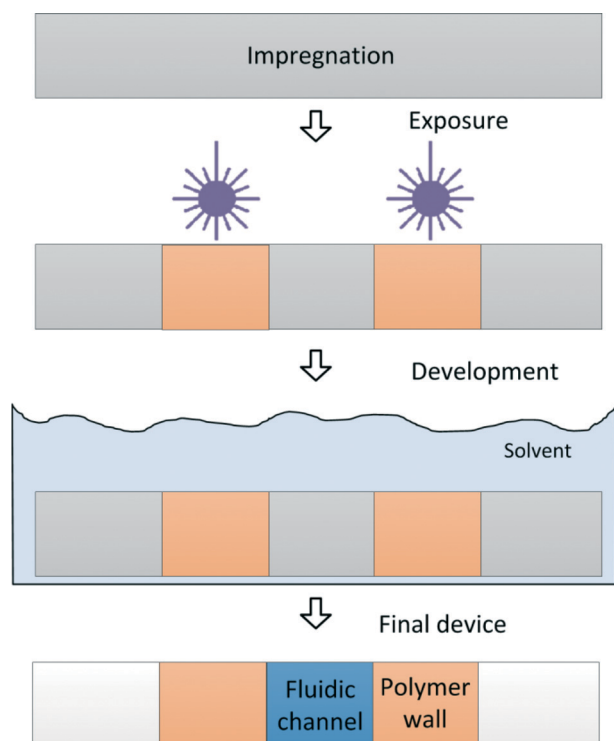 Impregnation
Exposure
Development
Solvent
Final device
Fluidic
channel
Polymer
wall